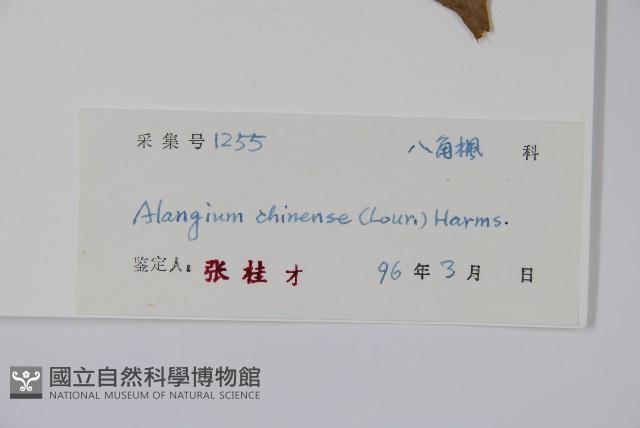 采集号 1255 八角楓 科
Alangium chinense (Lour.) Harms.
鉴定人: 张桂才 96 年 3 月 日
國立自然科學博物館
NATIONAL MUSEUM OF NATURAL SCIENCE